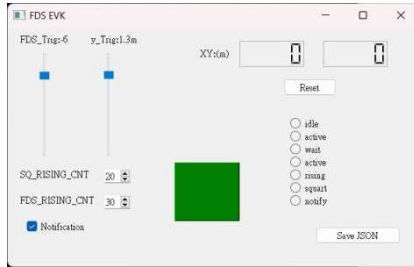 FDS EVK
FDS_Trig:-6 y_Trig:1.3m
XY:(m) 0 0
Reset
idle
active
wait
active
rising
squart
notify
SQ_RISING_CNT 20
FDS_RISING_CNT 30
Notification
Save JSON